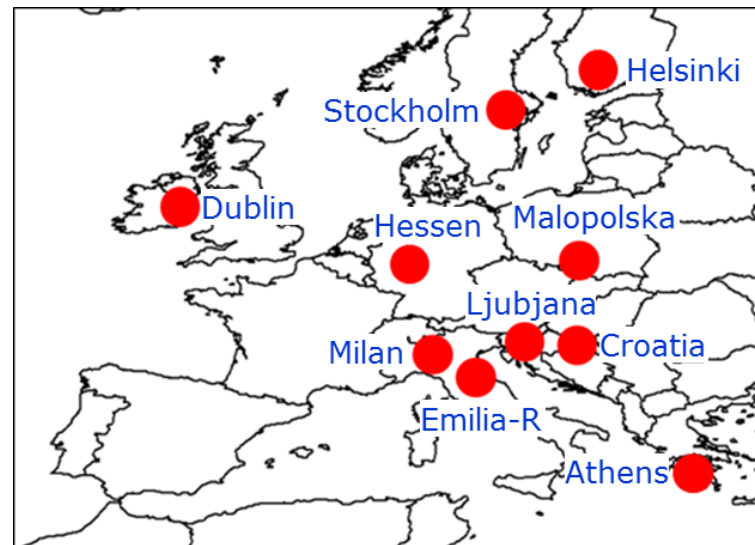 Helsinki
Stockholm
Dublin
Malopolska
Hessen
Ljubjana
Milan
Croatia
Emilia-R
Athens